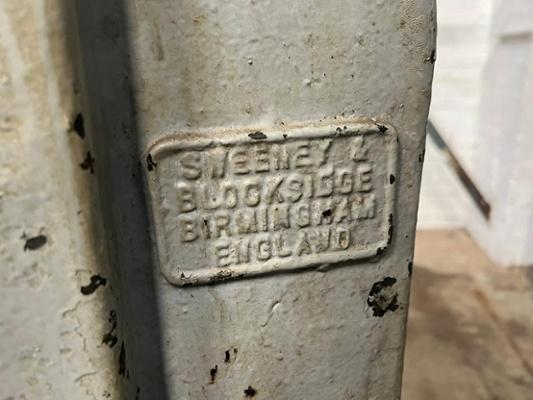 SWEENEY &
BLOCKSIDGE
BIRMINGHAM
ENGLAND